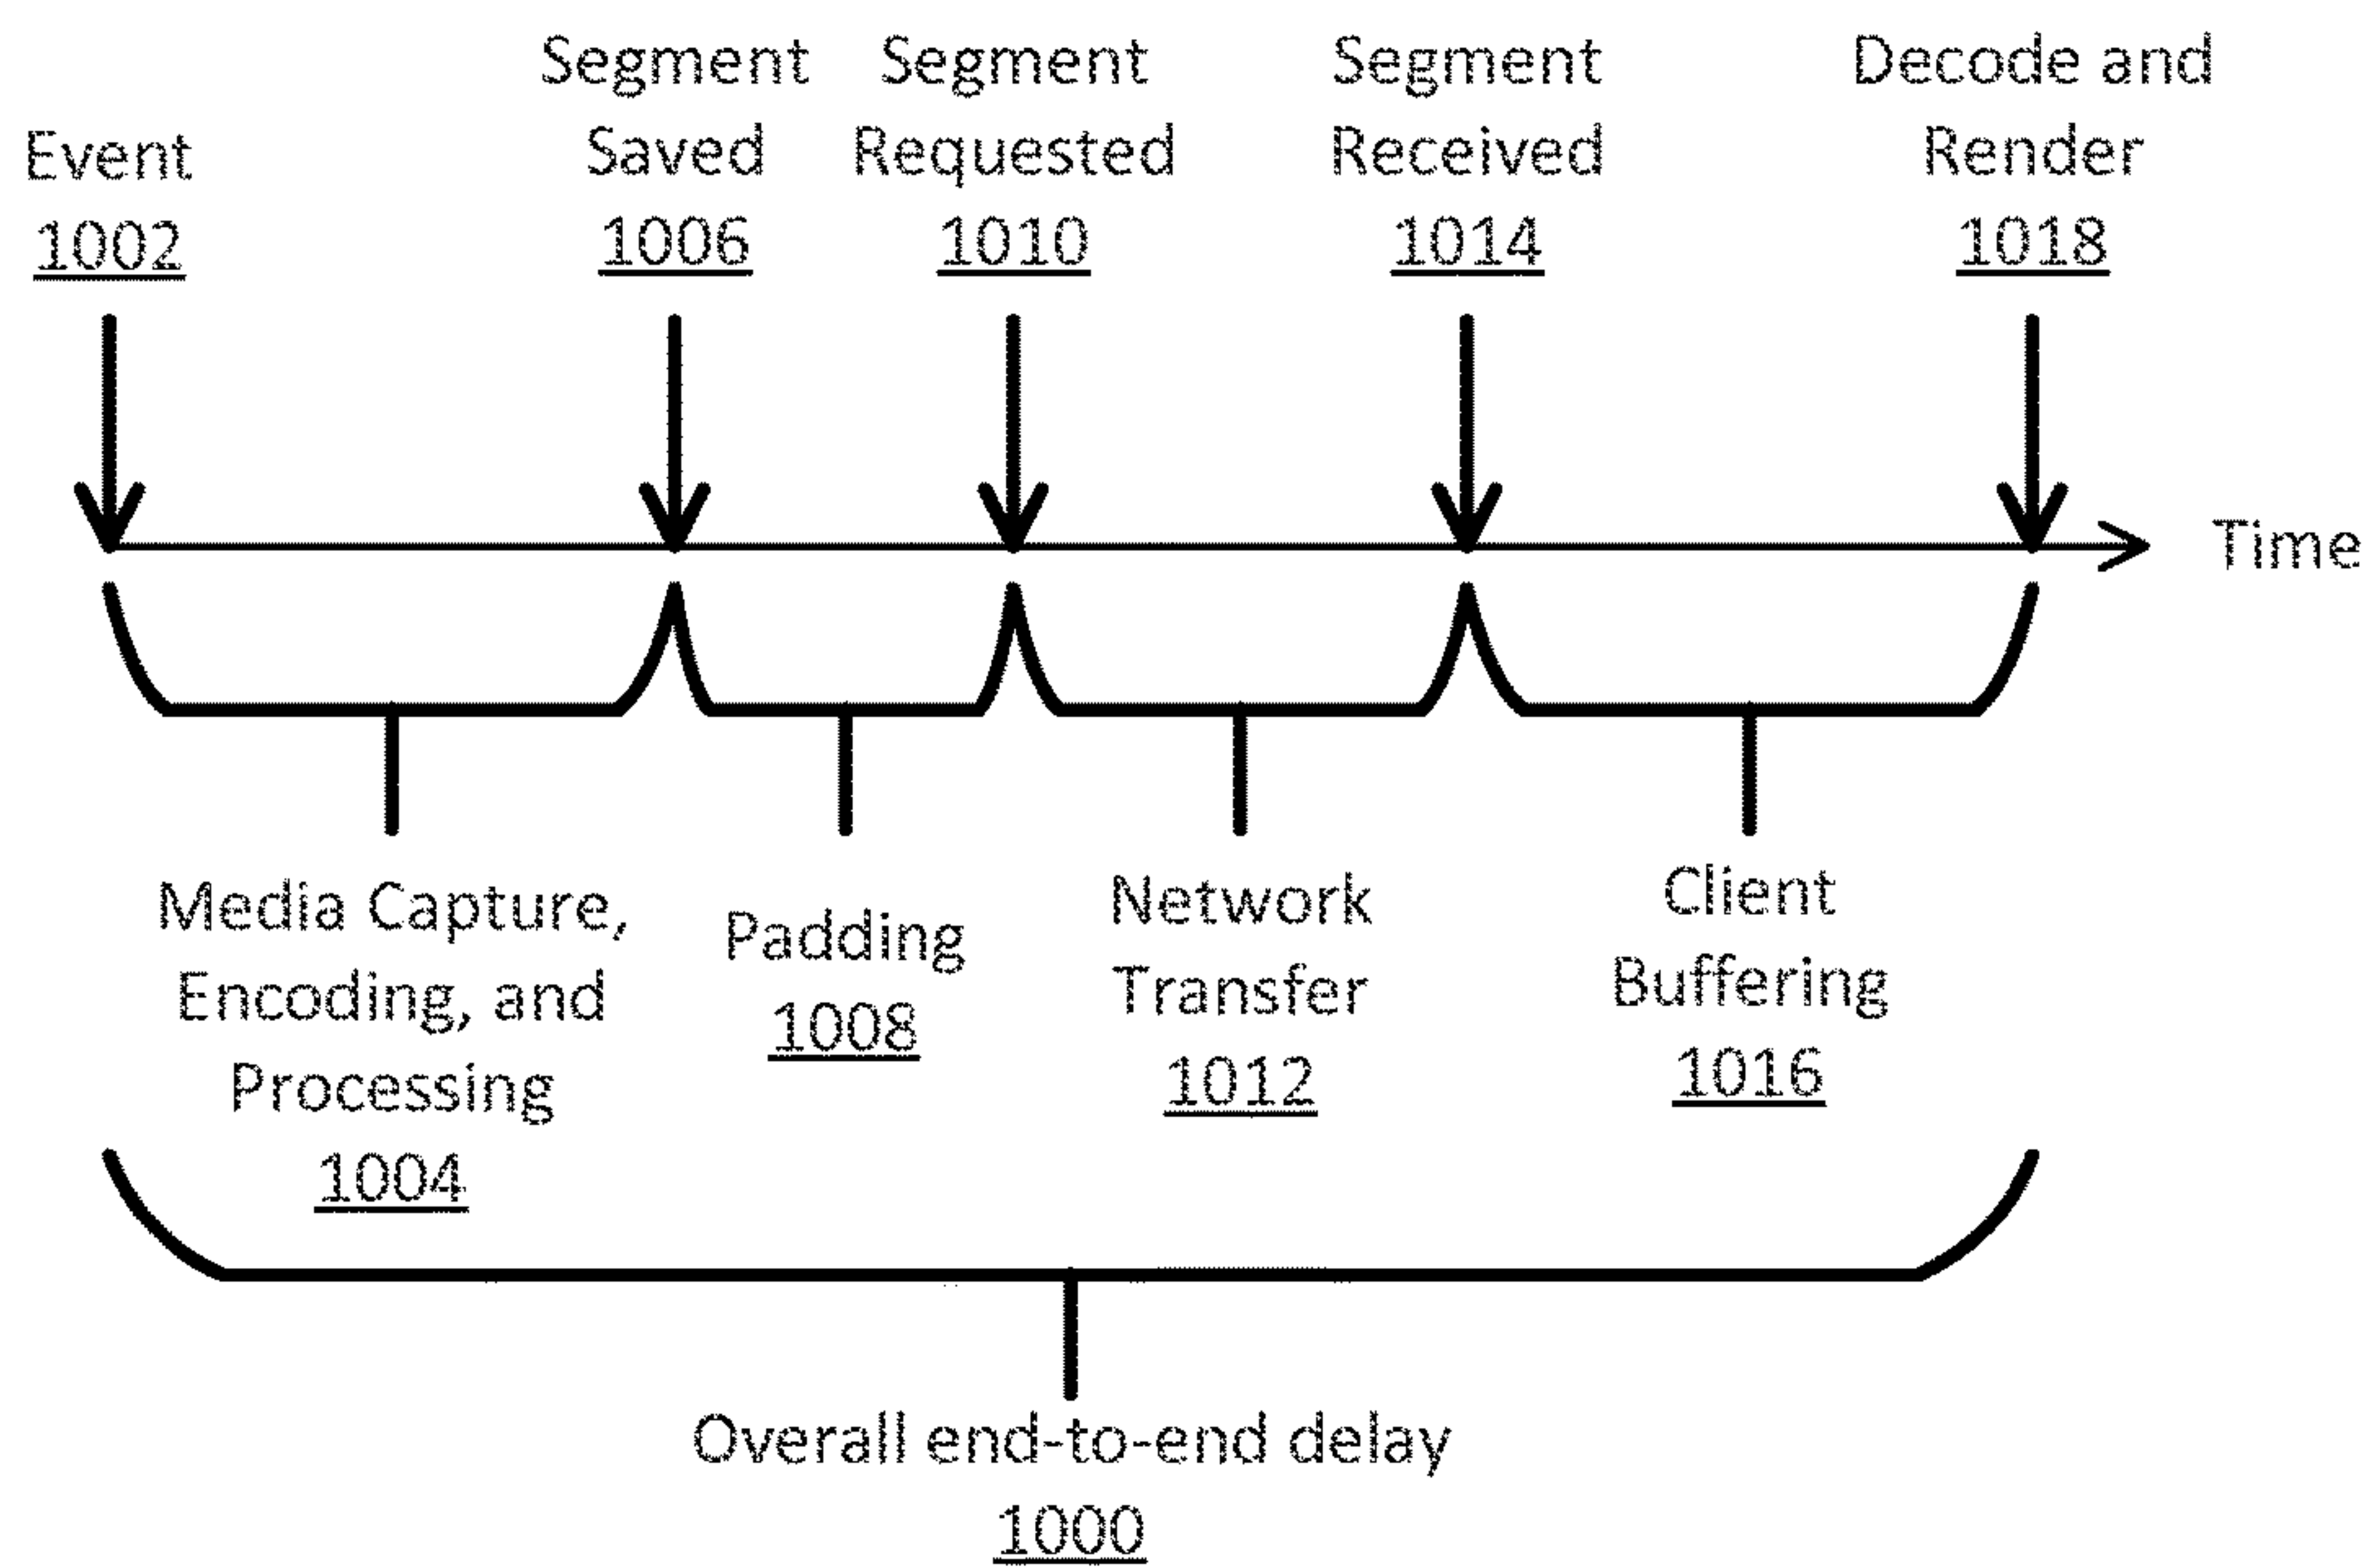 Event
1002
Segment
Saved
1006
Segment
Requested
1010
Segment
Received
1014
Decode and
Render
1018
Time
Media Capture,
Encoding, and
Processing
1004
Padding
1008
Network
Transfer
1012
Client
Buffering
1016
Overall end-to-end delay
1000